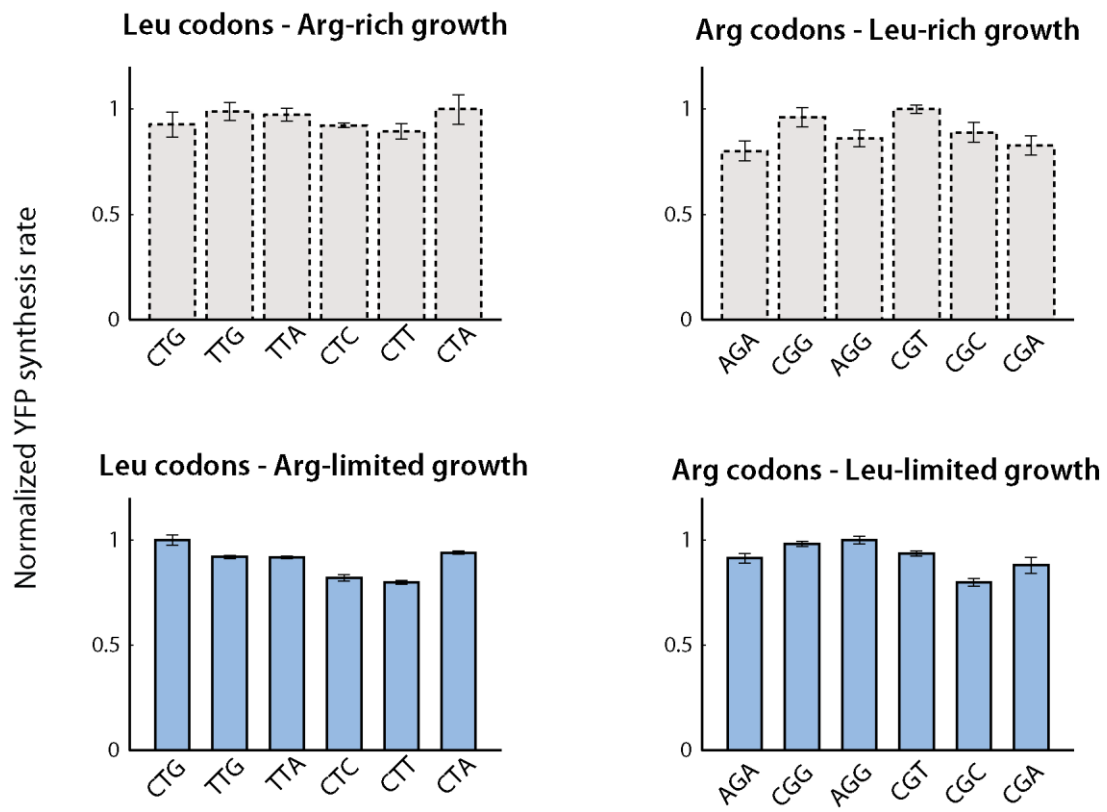 Normalized YFP synthesis rate
Leu codons - Arg-rich growth
1
0.5
0
CTG TTG TTA CTC CTT CTA
Arg codons - Leu-rich growth
1
0.5
0
AGA CGG AGG CGT CGC CGA
Leu codons - Arg-limited growth
1
0.5
0
CTG TTG TTA CTC CTT CTA
Arg codons - Leu-limited growth
1
0.5
0
AGA CGG AGG CGT CGC CGA